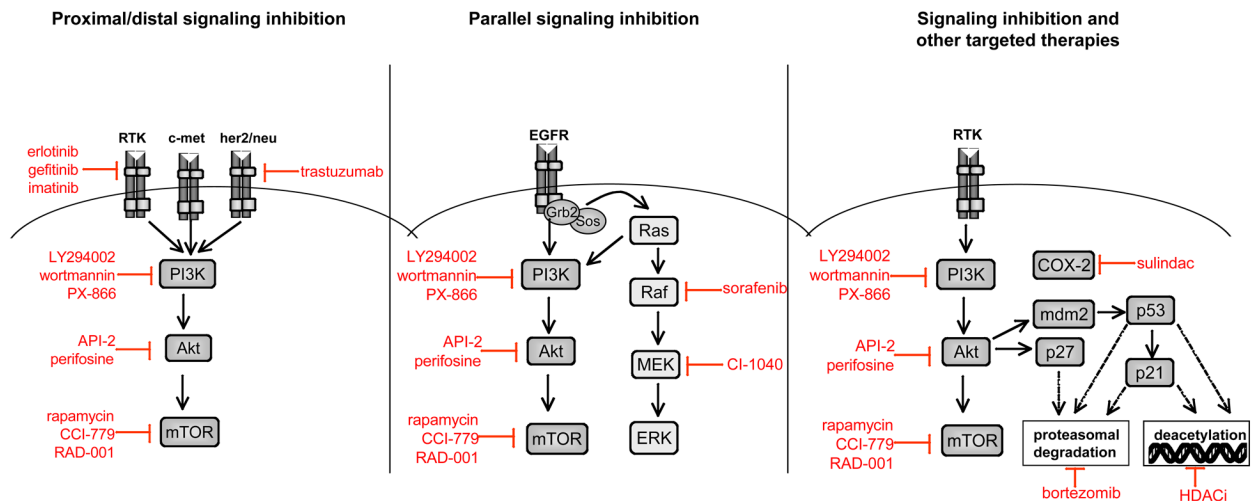 Proximal/distal signaling inhibition
RTK
c-met
her2/neu
erlotinib
gefitinib
imatinib
trastuzumab
LY294002
wortmannin
PX-866
PI3K
API-2
perifosine
Akt
rapamycin
CCI-779
RAD-001
mTOR
Parallel signaling inhibition
EGFR
Grb2
Sos
Ras
LY294002
wortmannin
PX-866
PI3K
Raf
sorafenib
API-2
perifosine
Akt
MEK
CI-1040
rapamycin
CCI-779
RAD-001
mTOR
ERK
Signaling inhibition and
other targeted therapies
RTK
LY294002
wortmannin
PX-866
PI3K
COX-2
sulindac
mdm2
p53
API-2
perifosine
Akt
p27
p21
rapamycin
CCI-779
RAD-001
mTOR
proteasomal
degradation
deacetylation
bortezomib
HDACi